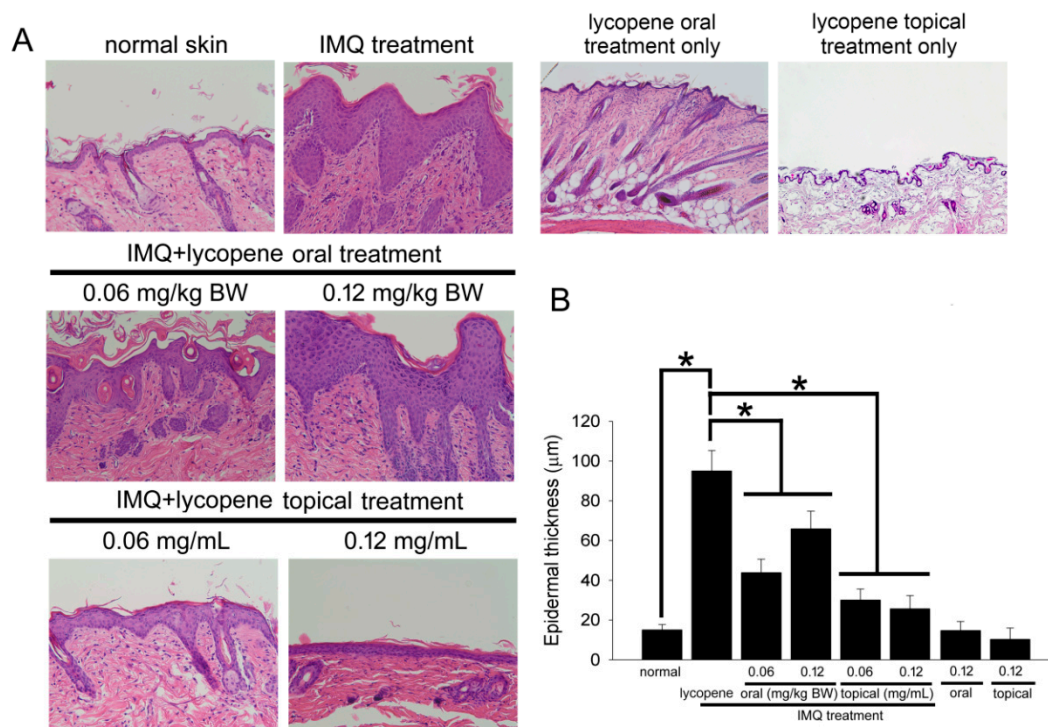 A
normal skin
IMQ treatment
lycopene oral
treatment only
lycopene topical
treatment only
IMQ+lycopene oral treatment
0.06 mg/kg BW
0.12 mg/kg BW
IMQ+lycopene topical treatment
0.06 mg/mL
0.12 mg/mL
B
*
*
*
Epidermal thickness (μm)
120
100
80
60
40
20
0
normal
lycopene
0.06 0.12 0.06 0.12 0.12 0.12
oral (mg/kg BW) topical (mg/mL) oral topical
IMQ treatment